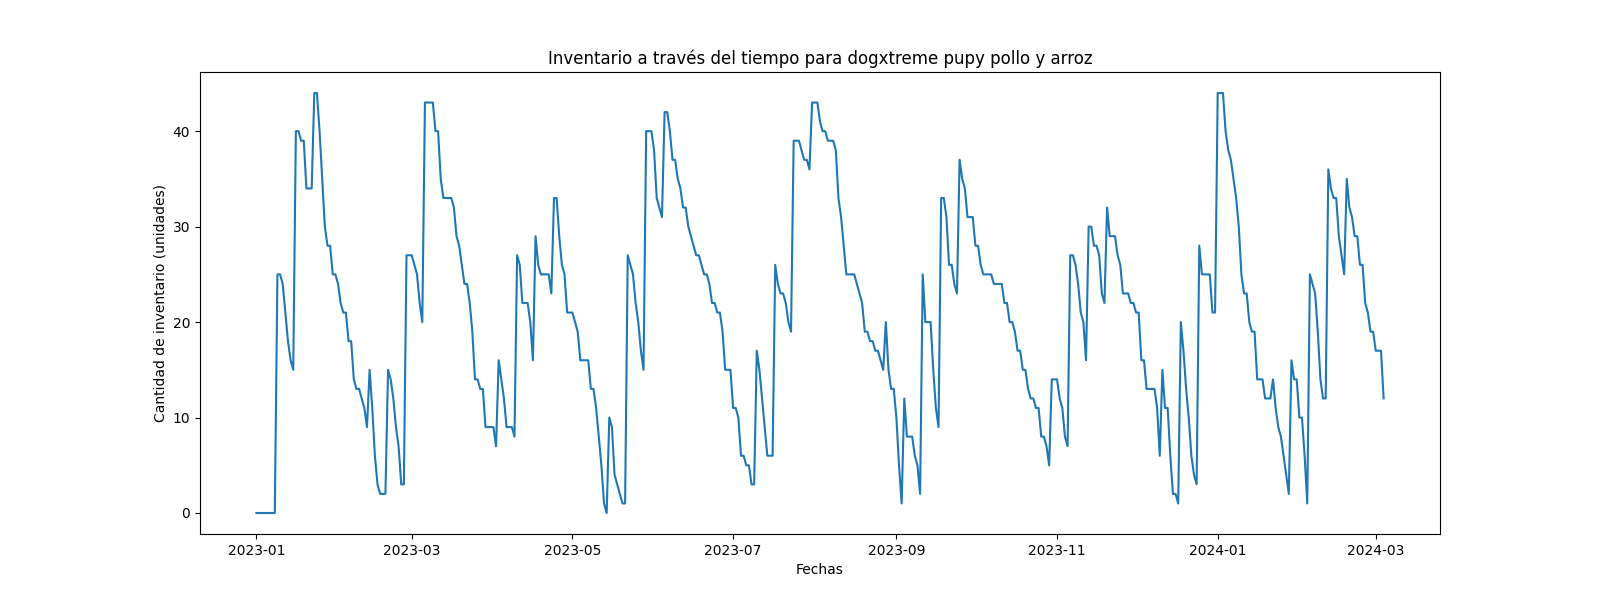 Inventario a través del tiempo para dogxtreme pupy pollo y arroz
Cantidad de inventario (unidades)
40
30
20
10
0
2023-01 2023-03 2023-05 2023-07 2023-09 2023-11 2024-01 2024-03
Fechas